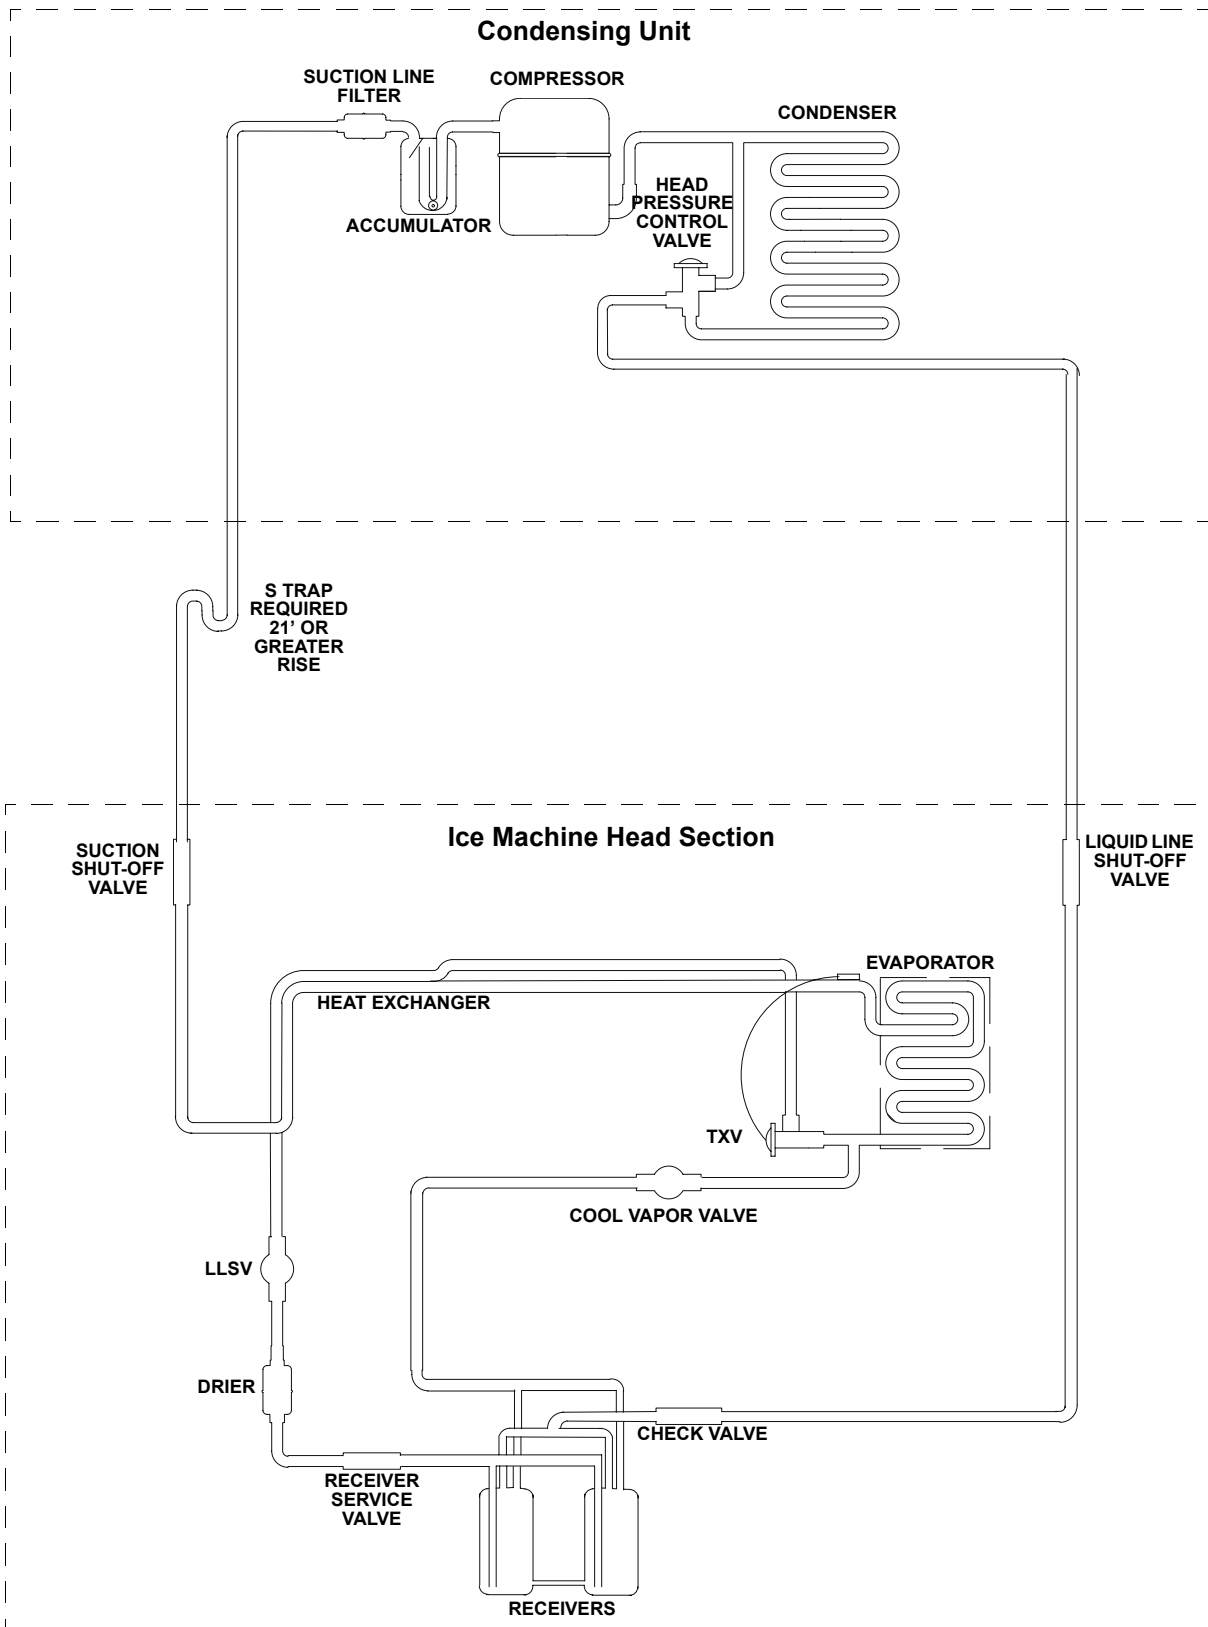 Condensing Unit
SUCTION LINE
FILTER
COMPRESSOR
CONDENSER
HEAD
PRESSURE
CONTROL
VALVE
ACCUMULATOR
S TRAP
REQUIRED
21’ OR
GREATER
RISE
Ice Machine Head Section
SUCTION
SHUT-OFF
VALVE
LIQUID LINE
SHUT-OFF
VALVE
EVAPORATOR
HEAT EXCHANGER
TXV
COOL VAPOR VALVE
LLSV
DRIER
CHECK VALVE
RECEIVER
SERVICE
VALVE
RECEIVERS